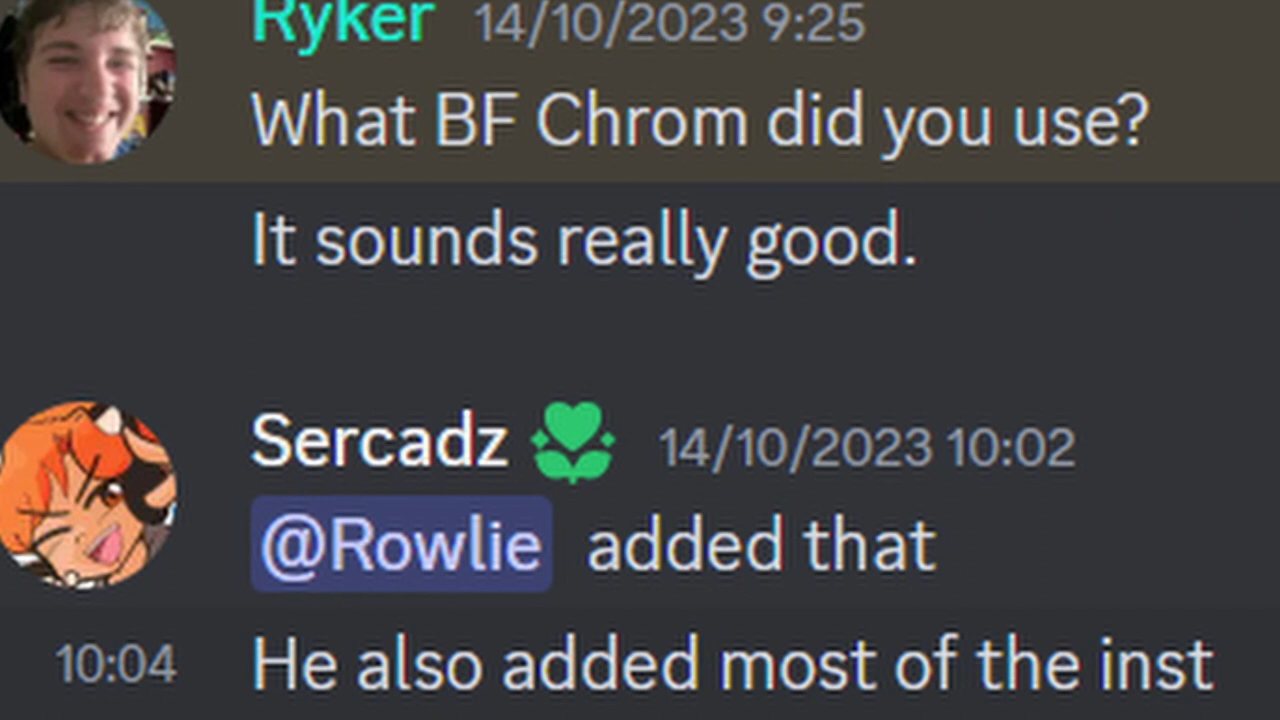 Ryker 14/10/2023 9:25
What BF Chrom did you use?
It sounds really good.
Sercadz 14/10/2023 10:02
@Rowlie added that
10:04 He also added most of the inst